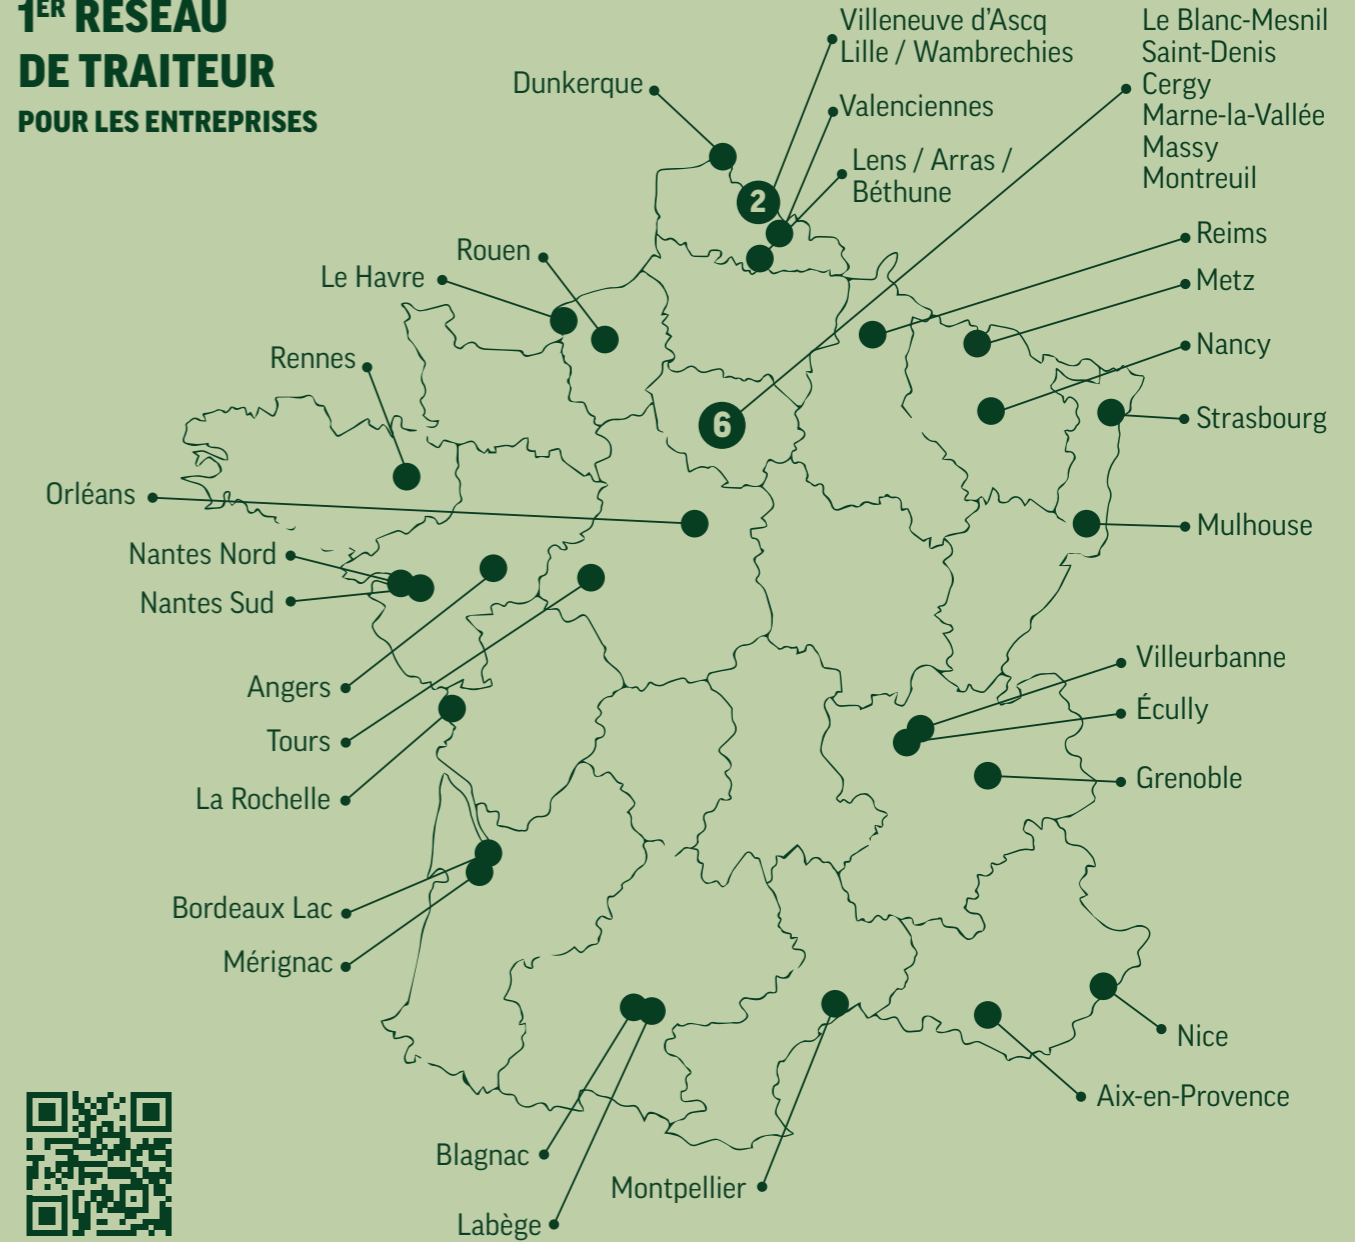 1ER RÉSEAU
DE TRAITEUR
POUR LES ENTREPRISES
Villeneuve d'Ascq
Lille / Wambrechies
Le Blanc-Mesnil
Saint-Denis
Cergy
Marne-la-Vallée
Massy
Montreuil
Dunkerque
Valenciennes
Lens / Arras /
Béthune
2
Reims
Rouen
Le Havre
Metz
Nancy
Rennes
6
Strasbourg
Orléans
Mulhouse
Nantes Nord
Nantes Sud
Villeurbanne
Angers
Écully
Tours
Grenoble
La Rochelle
Bordeaux Lac
Mérignac
Nice
Aix-en-Provence
Blagnac
Montpellier
Labège